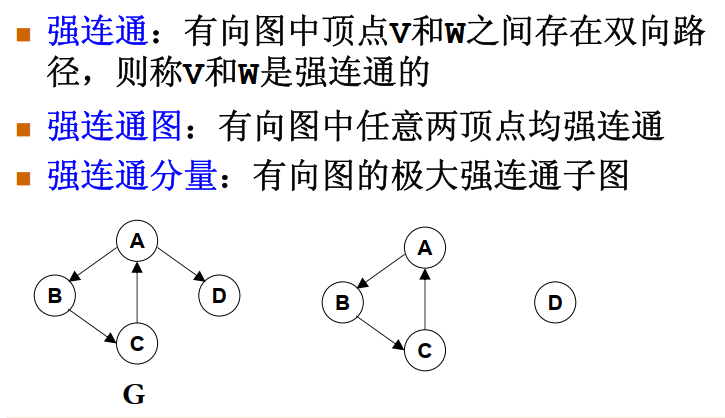 强连通：有向图中顶点V和W之间存在双向路
径，则称V和W是强连通的
强连通图：有向图中任意两顶点均强连通
强连通分量：有向图的极大强连通子图
A
B
D
C
G
A
B
D
C